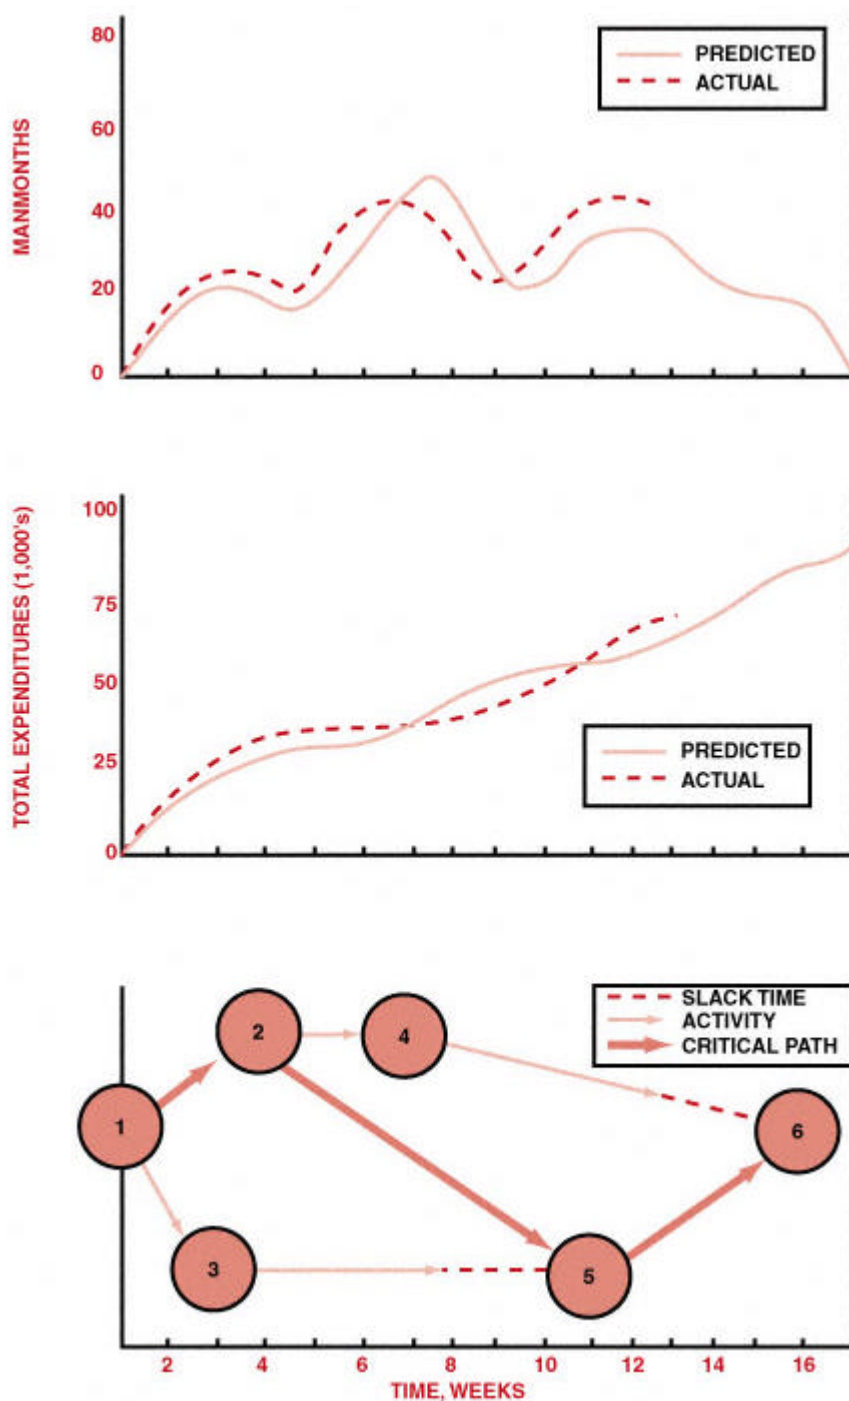 80
PREDICTED
ACTUAL
60
MANMONTHS
40
20
0
100
75
TOTAL EXPENDITURES (1,000's)
50
25
PREDICTED
ACTUAL
0
SLACK TIME
ACTIVITY
CRITICAL PATH
2
4
1
6
3
5
2 4 6 8 10 12 14 16
TIME, WEEKS